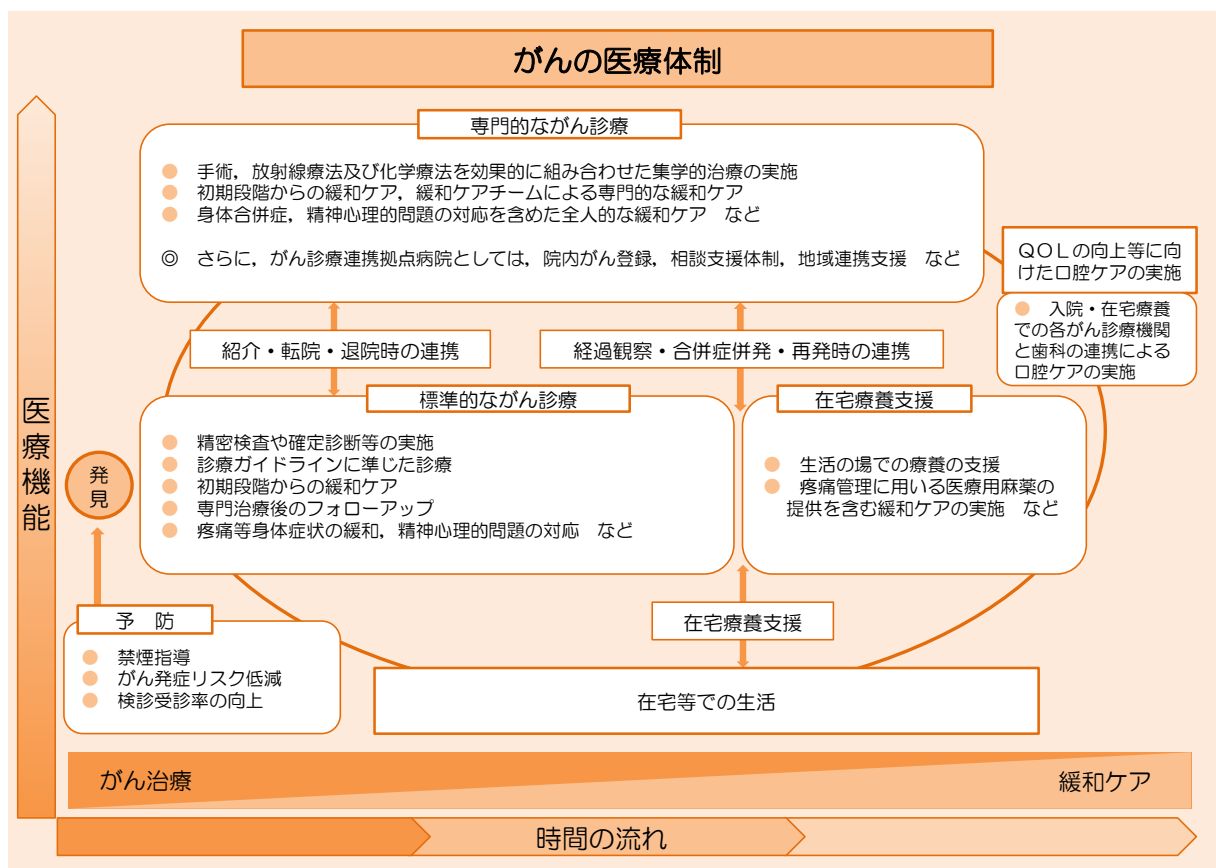 がんの医療体制
医療機能
専門的ながん診療
● 手術，放射線療法及び化学療法を効果的に組み合わせた集学的治療の実施
● 初期段階からの緩和ケア，緩和ケアチームによる専門的な緩和ケア
● 身体合併症，精神心理的問題の対応を含めた全人的な緩和ケア　など
◎ さらに，がん診療連携拠点病院としては，院内がん登録，相談支援体制，地域連携支援　など
ＱＯＬの向上等に向
けた口腔ケアの実施
● 入院・在宅療養
での各がん診療機関
と歯科の連携による
口腔ケアの実施
紹介・転院・退院時の連携
経過観察・合併症併発・再発時の連携
標準的ながん診療
● 精密検査や確定診断等の実施
● 診療ガイドラインに準じた診療
● 初期段階からの緩和ケア
● 専門治療後のフォローアップ
● 疼痛等身体症状の緩和，精神心理的問題の対応　など
在宅療養支援
● 生活の場での療養の支援
● 疼痛管理に用いる医療用麻薬の
提供を含む緩和ケアの実施　など
発見
予　防
● 禁煙指導
● がん発症リスク低減
● 検診受診率の向上
在宅療養支援
在宅等での生活
がん治療
緩和ケア
時間の流れ